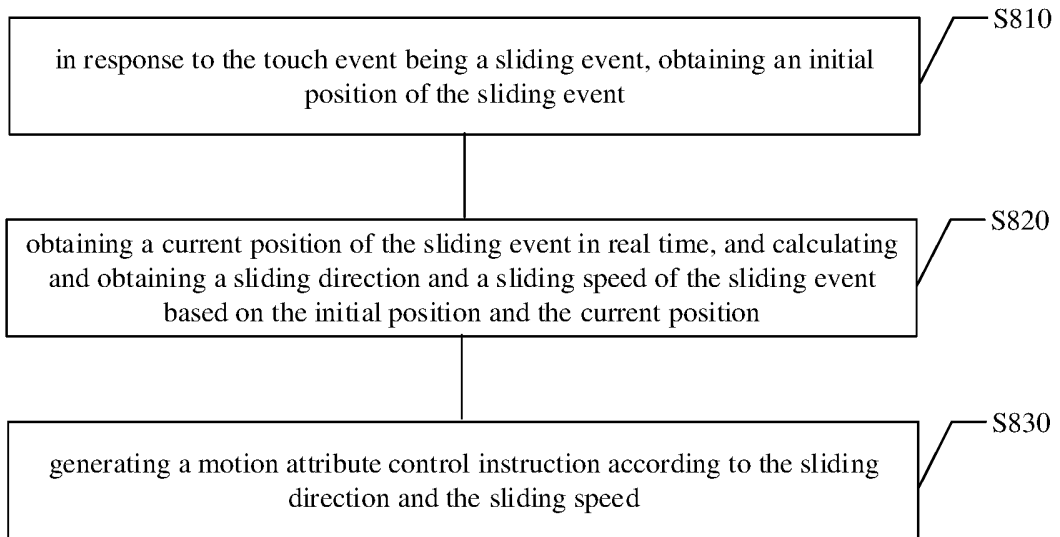 S810
in response to the touch event being a sliding event, obtaining an initial
position of the sliding event
S820
obtaining a current position of the sliding event in real time, and calculating
and obtaining a sliding direction and a sliding speed of the sliding event
based on the initial position and the current position
S830
generating a motion attribute control instruction according to the sliding
direction and the sliding speed